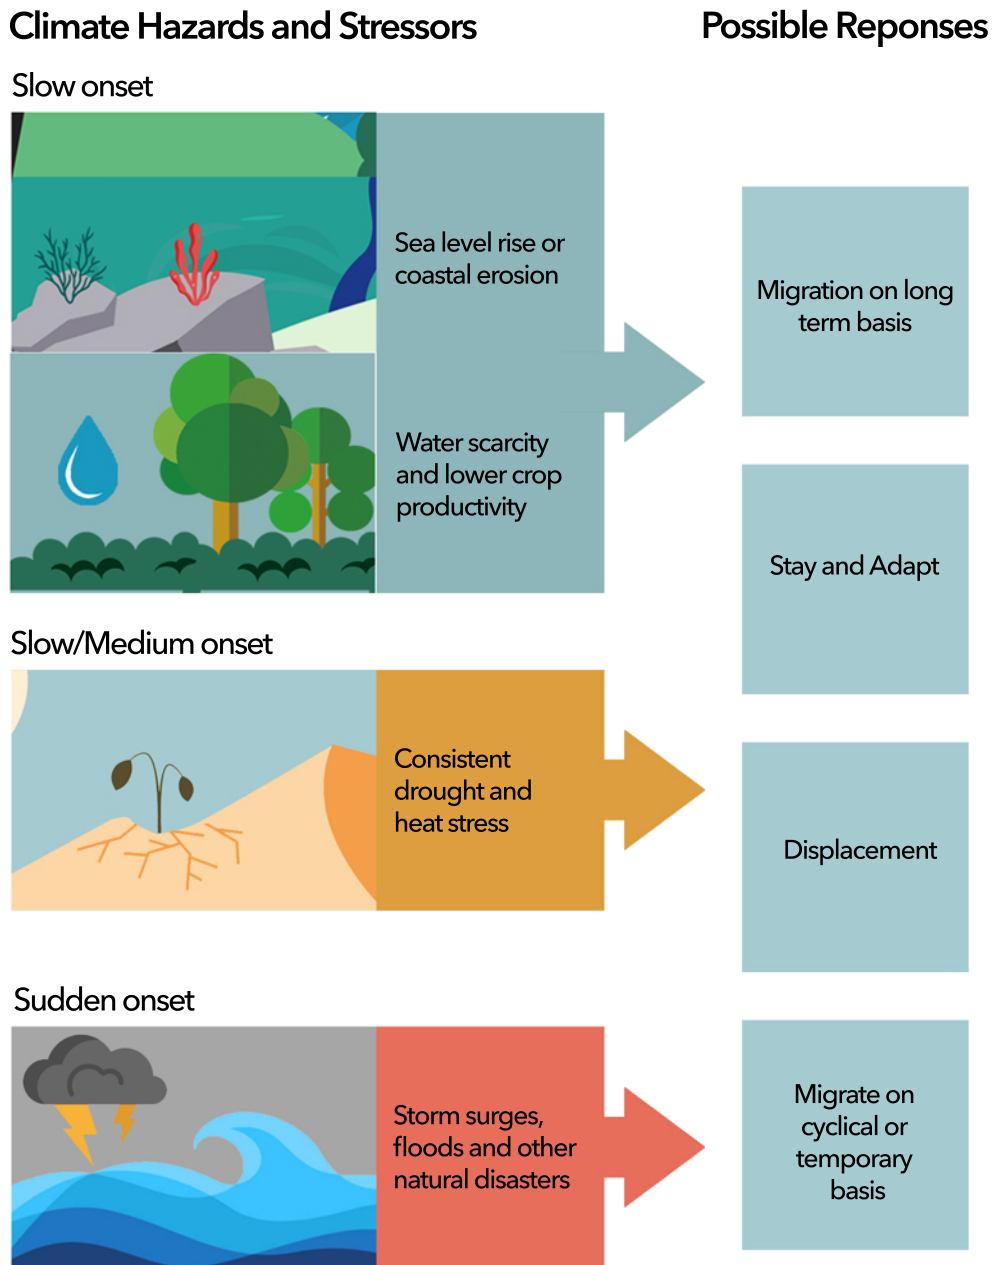 Climate Hazards and Stressors
Possible Reponses
Slow onset
Sea level rise or
coastal erosion
Water scarcity
and lower crop
productivity
Slow/Medium onset
Consistent
drought and
heat stress
Sudden onset
Storm surges,
floods and other
natural disasters
Migration on long
term basis
Stay and Adapt
Displacement
Migrate on
cyclical or
temporary
basis